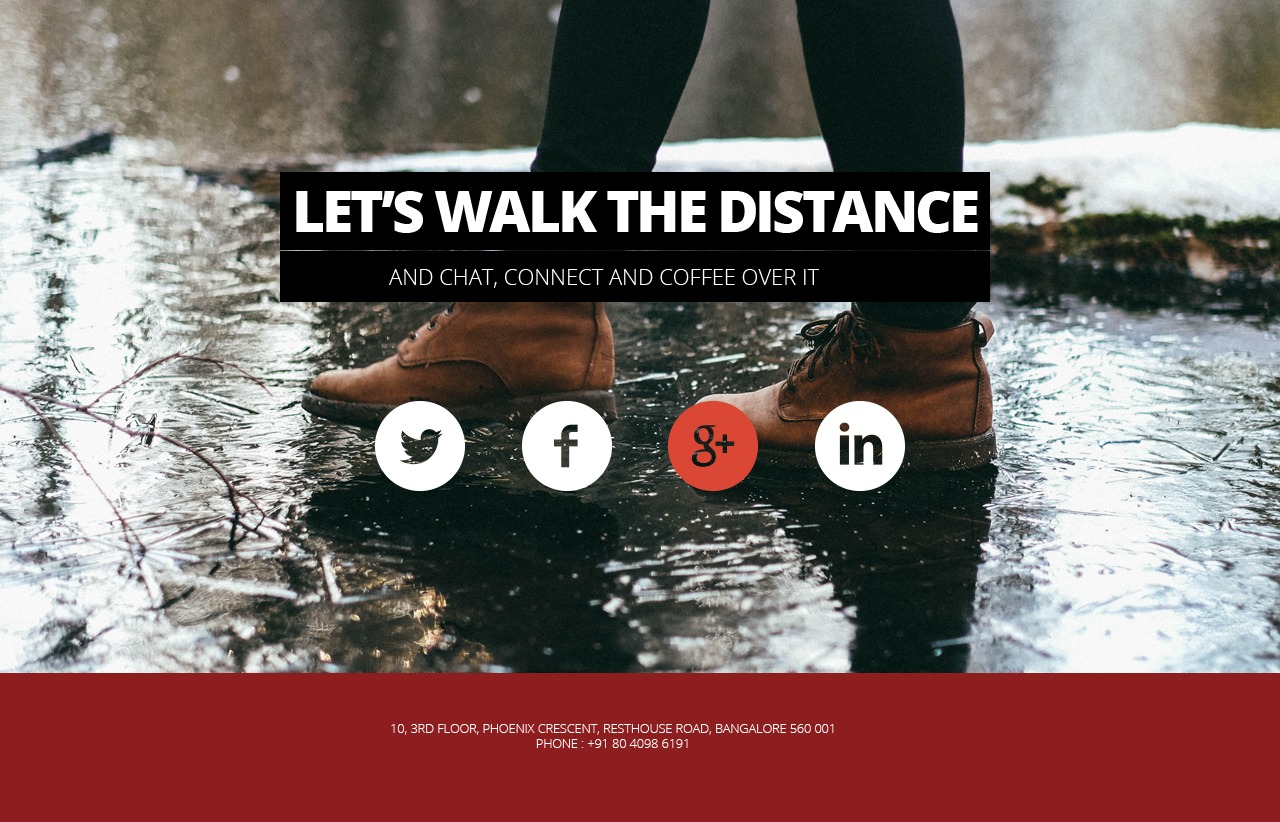 LET'S WALK THE DISTANCE
AND CHAT, CONNECT AND COFFEE OVER IT
f g+ in
10, 3RD FLOOR, PHOENIX CRESCENT, RESTHOUSE ROAD, BANGALORE 560 001
PHONE : +91 80 4098 6191